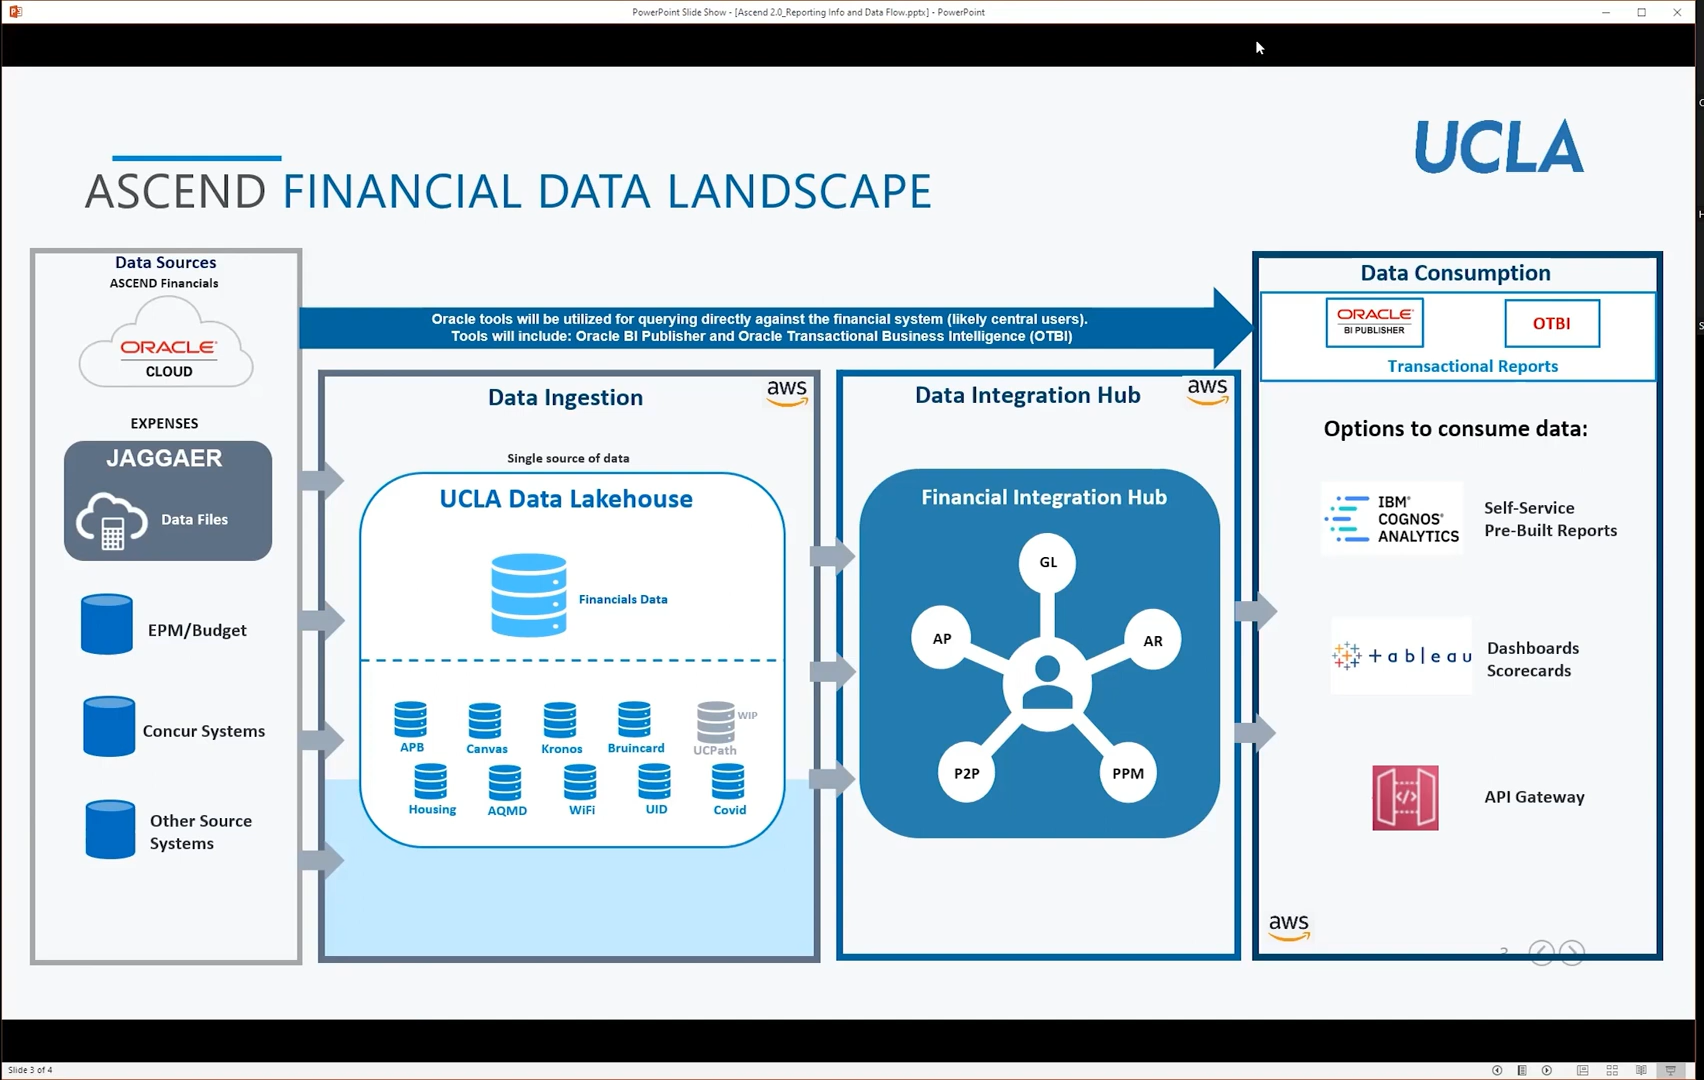 PowerPoint Slide Show - [Ascend 2.0_Reporting Info and Data Flow.pptx] - PowerPoint
UCLA
ASCEND FINANCIAL DATA LANDSCAPE
Data Sources
ASCEND Financials
ORACLE
CLOUD
EXPENSES
JAGGAER
Data Files
EPM/Budget
Concur Systems
Other Source
Systems
Oracle tools will be utilized for querying directly against the financial system (likely central users).
Tools will include: Oracle BI Publisher and Oracle Transactional Business Intelligence (OTBI)
Data Ingestion
aws
Single source of data
UCLA Data Lakehouse
Financials Data
APB
Canvas
Kronos
Bruincard
WIP
UCPath
Housing
AQMD
WiFi
UID
Covid
Data Integration Hub
aws
Financial Integration Hub
GL
AP
AR
P2P
PPM
Data Consumption
ORACLE
BI PUBLISHER
OTBI
Transactional Reports
Options to consume data:
IBM
COGNOS
ANALYTICS
Self-Service
Pre-Built Reports
tableau
Dashboards
Scorecards
</>
API Gateway
aws
Slide 3 of 4